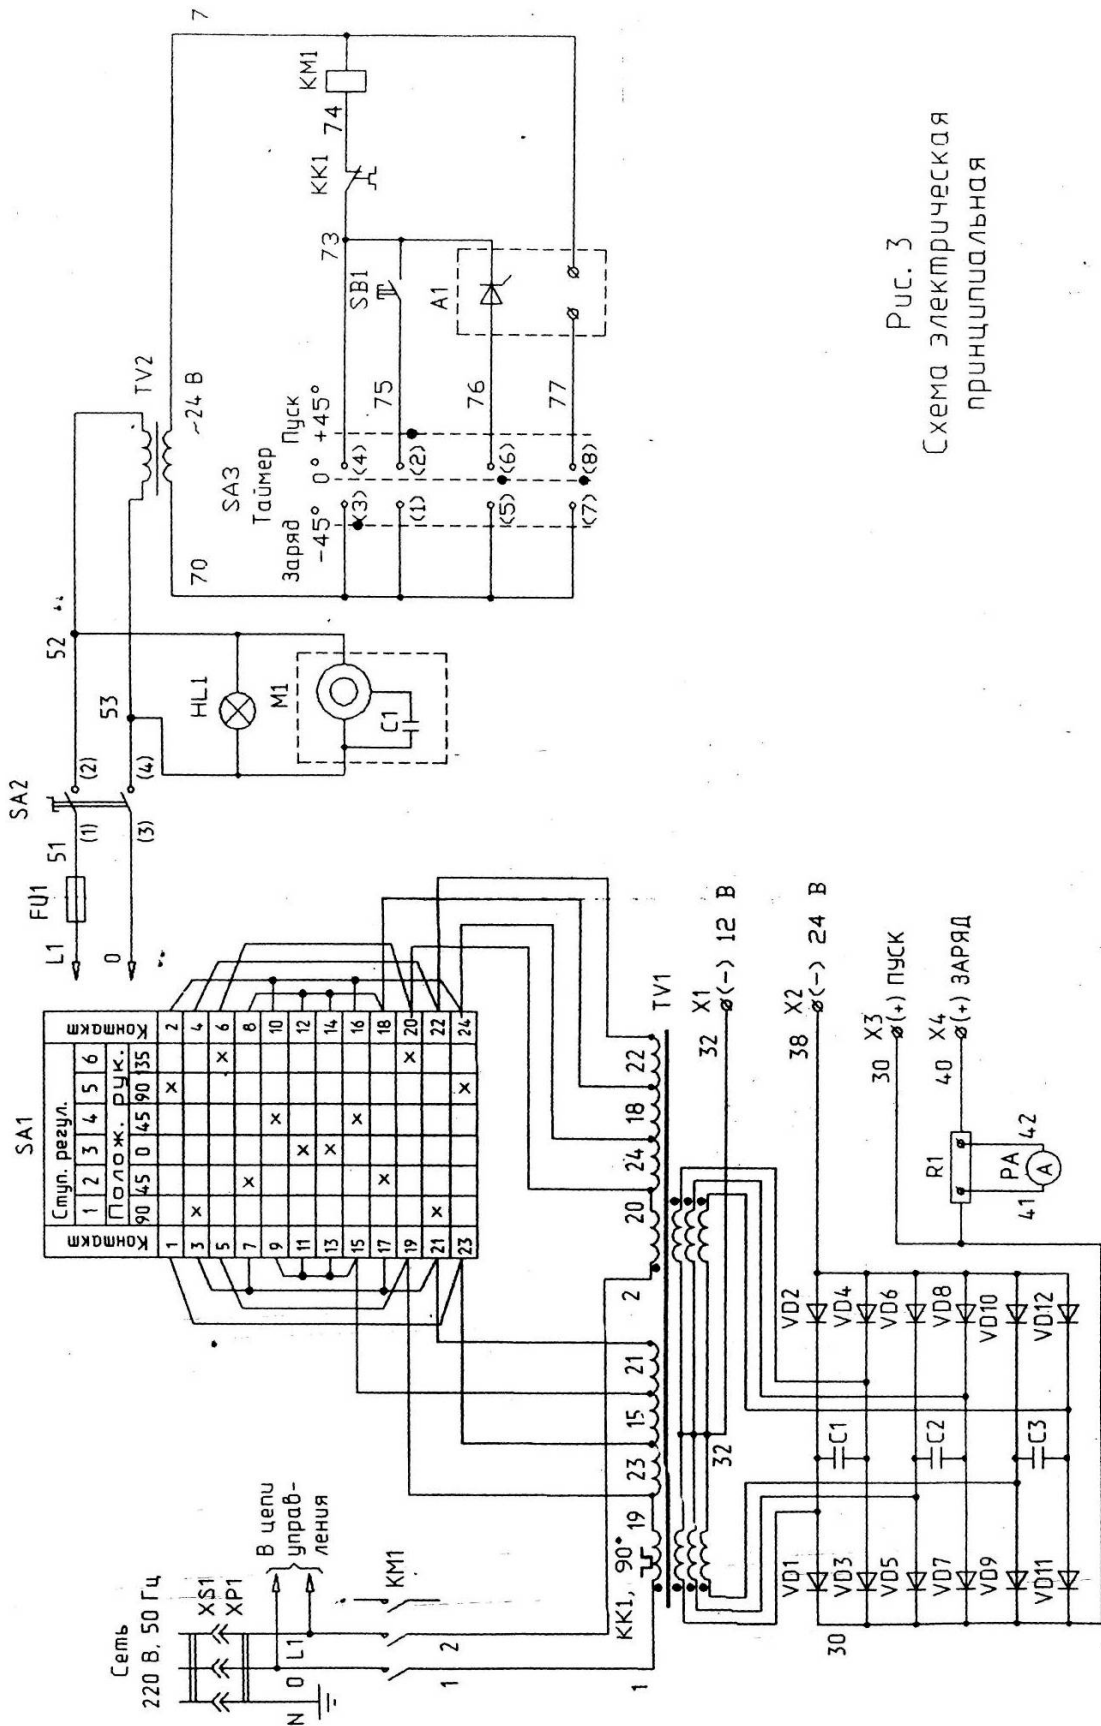 Сеть
220 В, 50 Гц
XS1
XP1
N 0 L1
В цепи
управ-
ления
KM1
1 2
1
KK1, 90°
19 23 15 21
2
20 24 18 22
TV1
SA1
Контакт
Ступ. регул.
1 2 3 4 5 6
Полож. рук.
90 45 0 45 90 135
Контакт
1 x 2
3 x 4
5 x 6
7 x 8
9 x 10
11 x 12
13 x 14
15 x 16
17 x 18
19 x 20
21 x 22
23 x 24
L1
0
FU1
51
SA2
(1) (2)
(3) (4)
52
53
HL1
M1
C1
TV2
~24 В
70
7
SA3
Таймер
Заряд Пуск
-45° 0° +45°
(3) (4)
(1) (2)
(5) (6)
(7) (8)
73
KK1
74
KM1
75
SB1
76
A1
77
32
32
X1
(-) 12 В
38
X2
(-) 24 В
30
X3
(+) ПУСК
40
X4
(+) ЗАРЯД
R1
PA
A
41 42
30
VD1 VD2
C1
VD3 VD4
VD5 VD6
C2
VD7 VD8
VD9 VD10
C3
VD11 VD12
Рис. 3
Схема электрическая
принципиальная